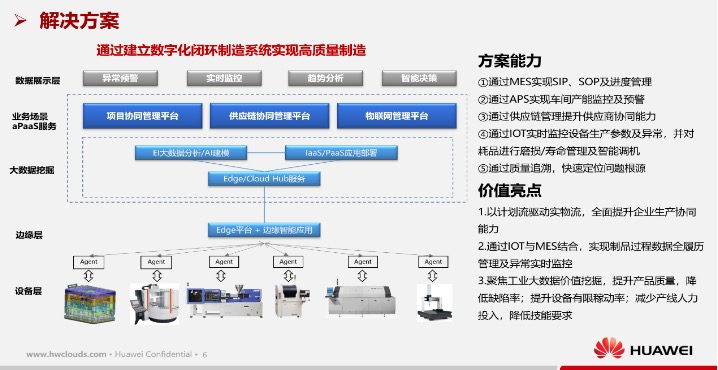 解决方案
通过建立数字化闭环制造系统实现高质量制造
数据展示层
异常预警
实时监控
趋势分析
智能决策
业务场景
aPaaS服务
项目协同管理平台
供应链协同管理平台
物联网管理平台
大数据挖掘
EI大数据分析/AI建模
IaaS/PaaS应用部署
Edge/Cloud Hub服务
边缘层
Edge平台 + 边缘智能应用
Agent
Agent
Agent
Agent
Agent
Agent
设备层
方案能力
①通过MES实现SIP、SOP及进度管理
②通过APS实现车间产能监控及预警
③通过供应链管理提升供应商协同能力
④通过IOT实时监控设备生产参数及异常，并对
耗品进行磨损/寿命管理及智能调机
⑤通过质量追溯，快速定位问题根源
价值亮点
1.以计划流驱动实物流，全面提升企业生产协同
能力
2.通过IOT与MES结合，实现制品过程数据全履历
管理及异常实时监控
3.聚焦工业大数据价值挖掘，提升产品质量，降
低缺陷率；提升设备有限稼动率；减少产线人力
投入，降低技能要求
www.hwclouds.com • Huawei Confidential • 6
HUAWEI